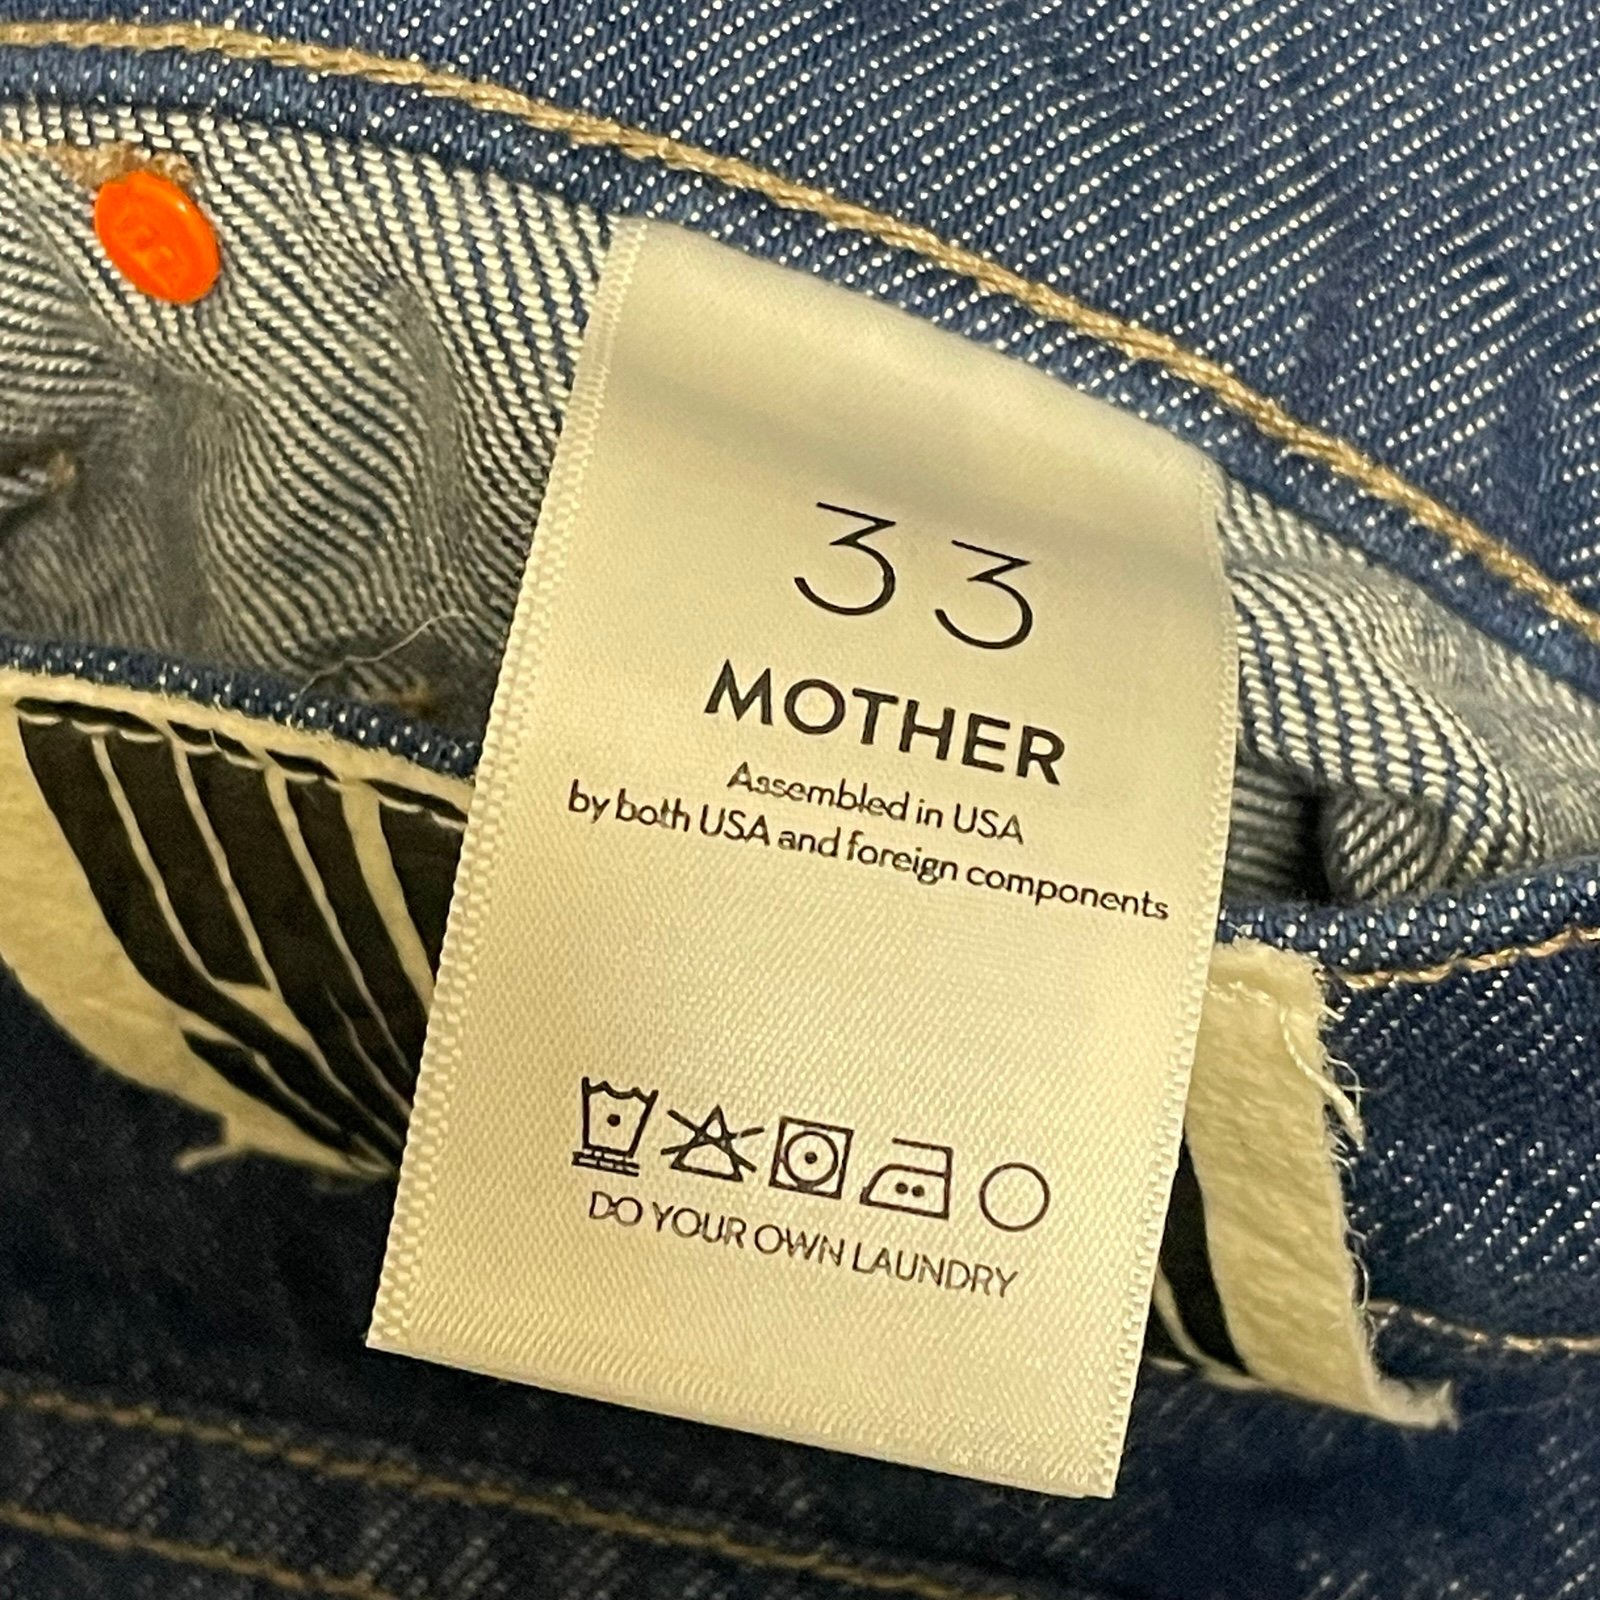 33
MOTHER
Assembled in USA
by both USA and foreign components
DO YOUR OWN LAUNDRY